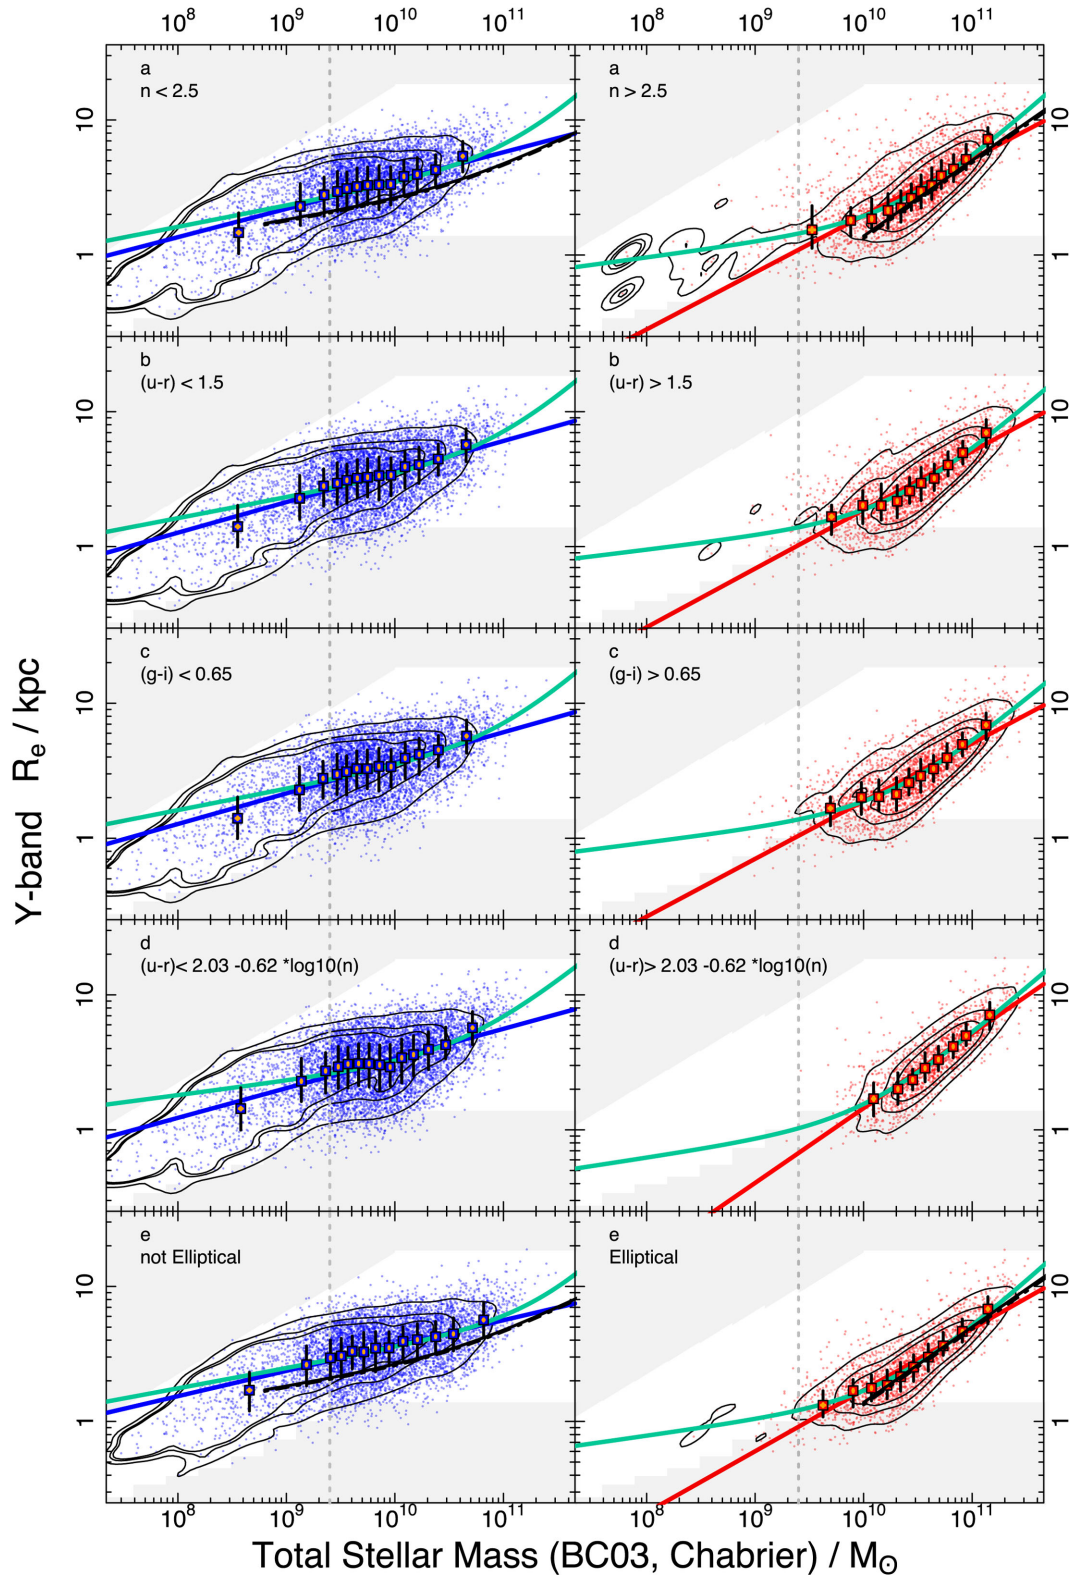 10⁸ 10⁹ 10¹⁰ 10¹¹ 10⁸ 10⁹ 10¹⁰ 10¹¹
a
n < 2.5
a
n > 2.5
10
1
10
1
b
(u-r) < 1.5
b
(u-r) > 1.5
10
1
10
1
c
(g-i) < 0.65
c
(g-i) > 0.65
10
1
10
1
d
(u-r)< 2.03 -0.62 *log10(n)
d
(u-r)> 2.03 -0.62 *log10(n)
10
1
10
1
e
not Elliptical
e
Elliptical
10
1
10
1
Y-band Rₑ / kpc
10⁸ 10⁹ 10¹⁰ 10¹¹ 10⁸ 10⁹ 10¹⁰ 10¹¹
Total Stellar Mass (BC03, Chabrier) / M⊙